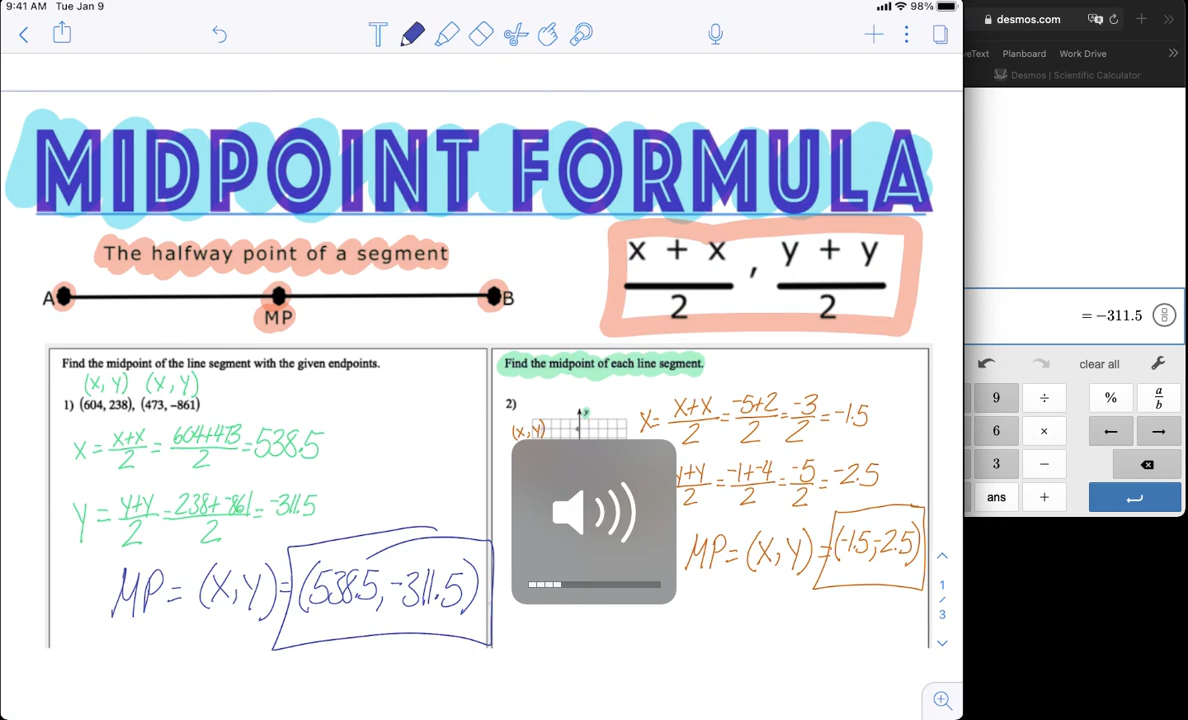 9:41 AM Tue Jan 9
98%
desmos.com
veText Planboard Work Drive
Desmos | Scientific Calculator
MIDPOINT FORMULA
The halfway point of a segment
x + x / 2 , y + y / 2
A MP B
= −311.5
clear all
9 ÷ % a/b
6 ×
3 −
ans +
Find the midpoint of the line segment with the given endpoints.
(X, Y) (X, Y)
1) (604, 238), (473, −861)
X = X+X / 2 = 604+473 / 2 = 538.5
Y = Y+Y / 2 = 238+-861 / 2 = -311.5
MP = (X,Y) = (538.5, -311.5)
Find the midpoint of each line segment.
2)
y
(X,Y)
X = X+X / 2 = -5+2 / 2 = -3 / 2 = -1.5
Y+Y / 2 = -1+-4 / 2 = -5 / 2 = -2.5
MP = (X,Y) = (-1.5,-2.5)
1 / 3